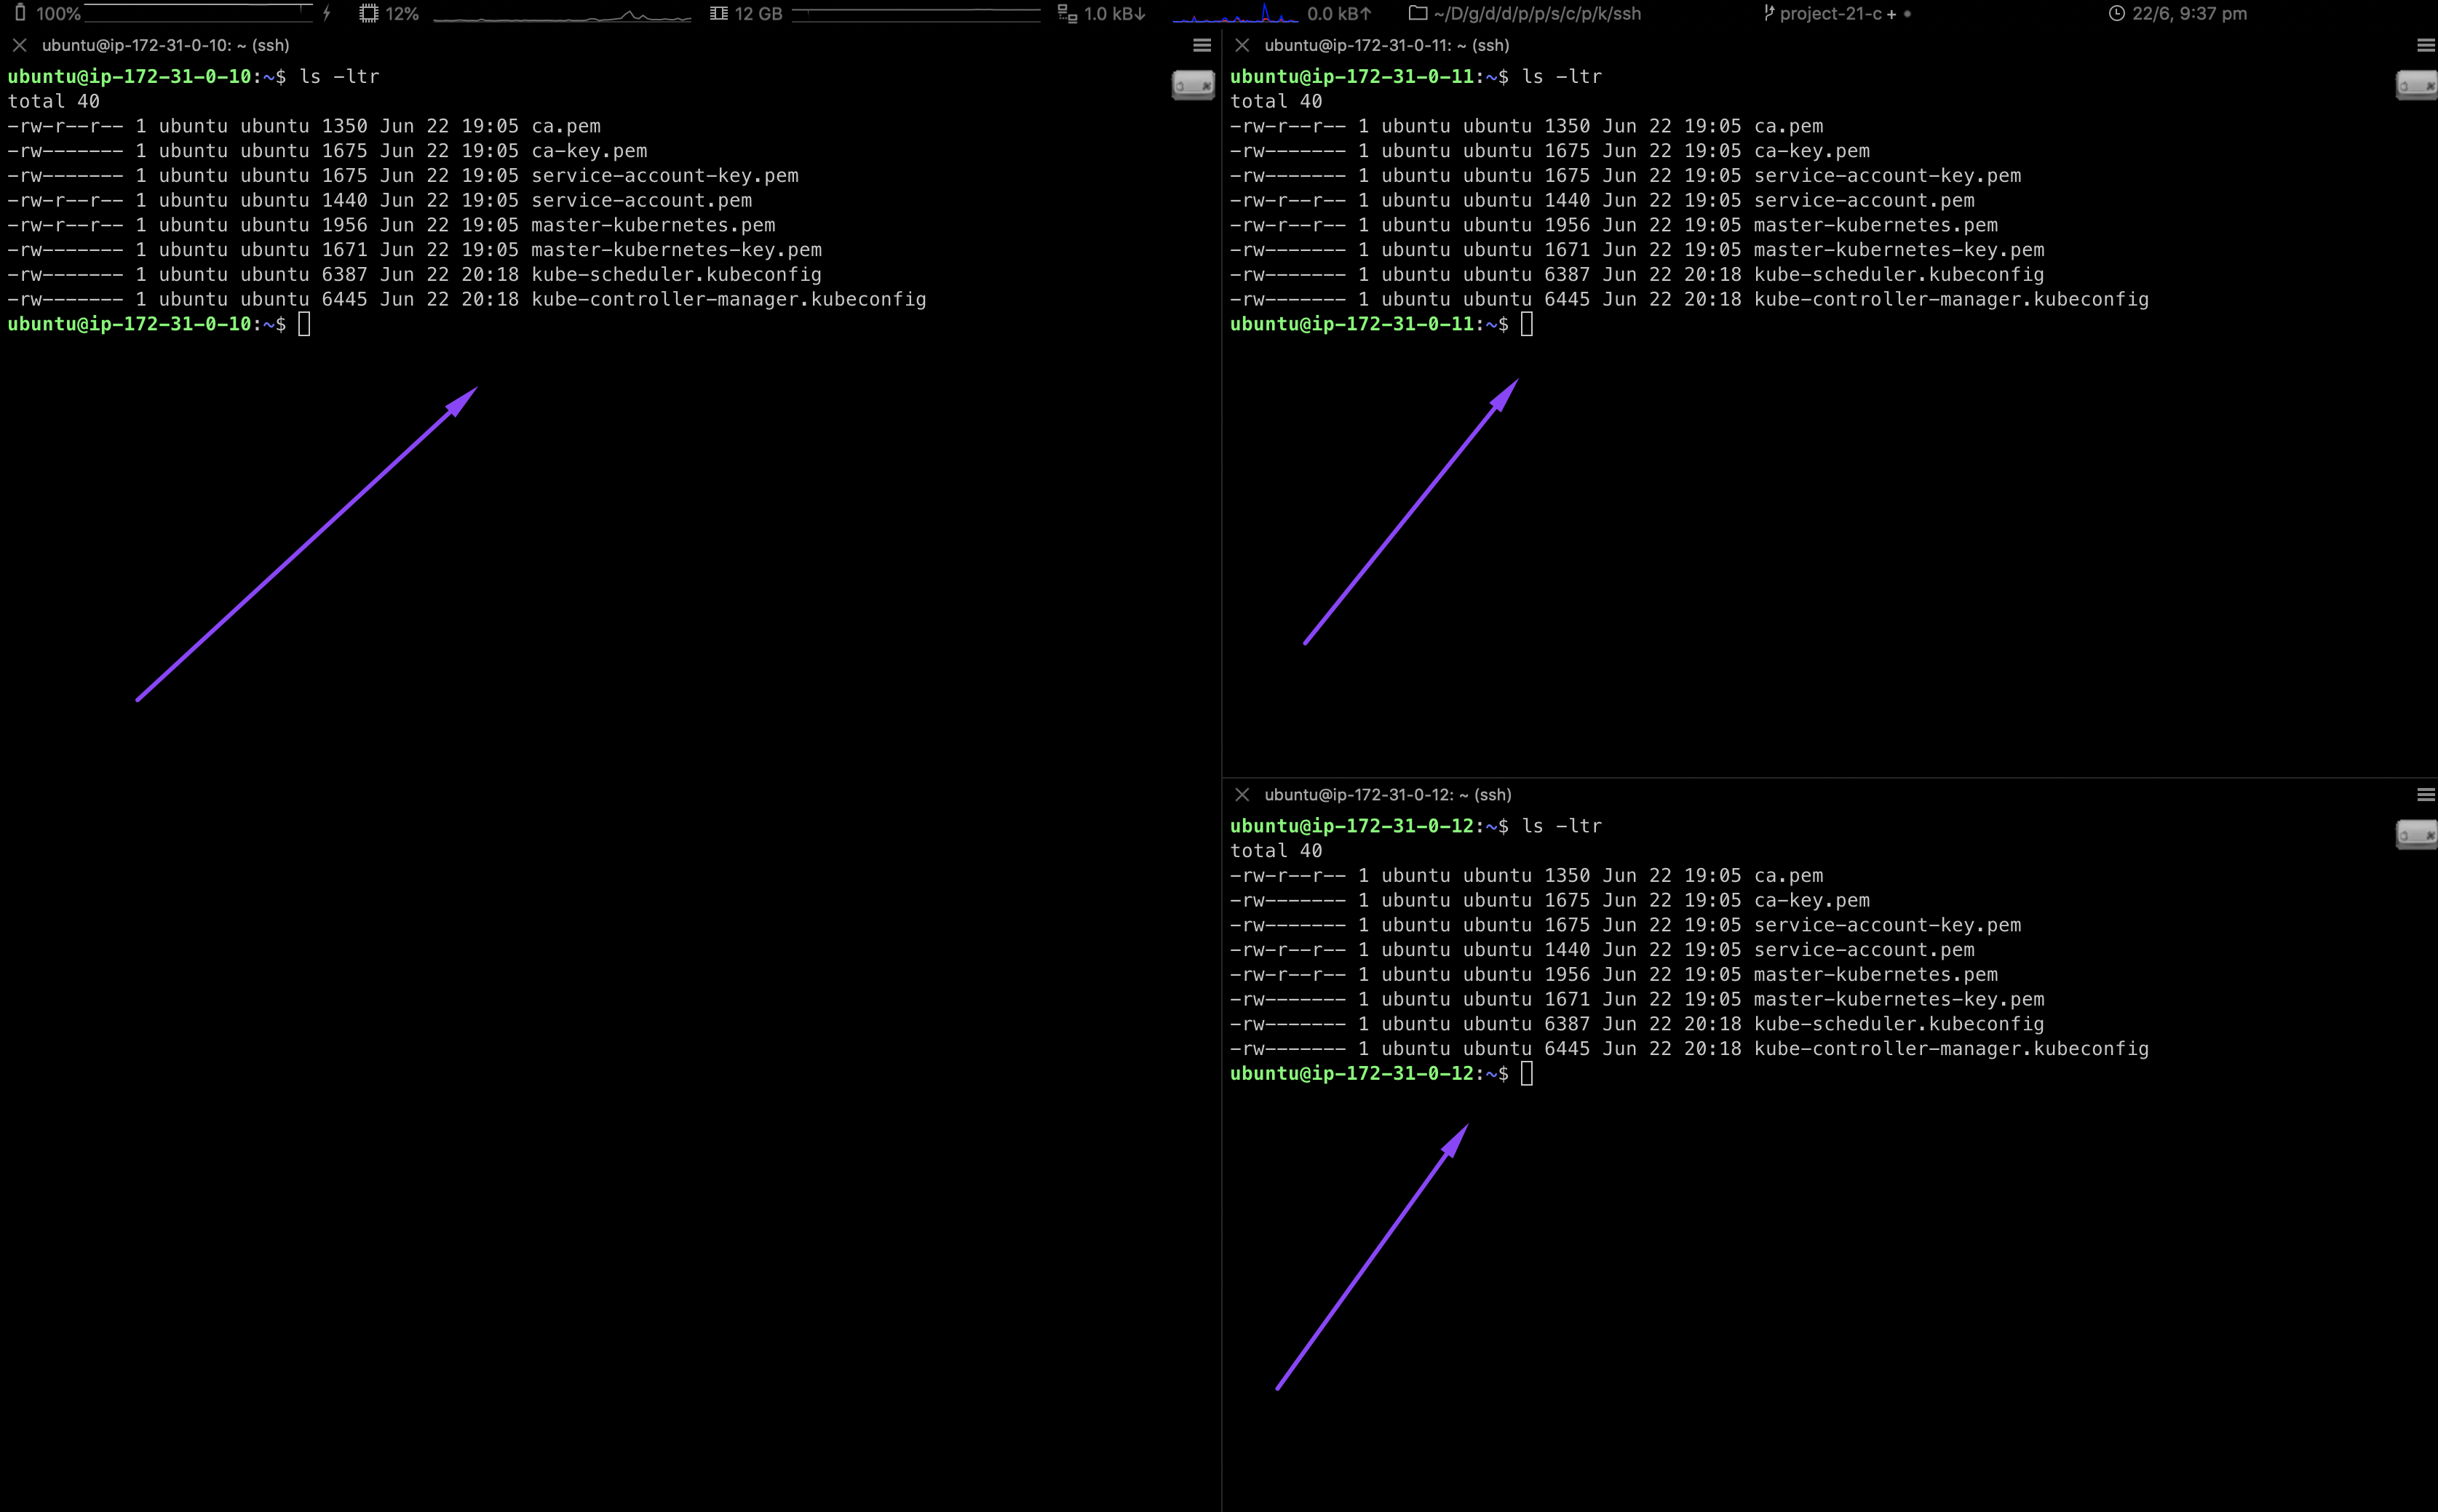 100% 12% 12 GB 1.0 kB↓ 0.0 kB↑ ~/D/g/d/d/p/p/s/c/p/k/ssh project-21-c + • 22/6, 9:37 pm
ubuntu@ip-172-31-0-10: ~ (ssh)
ubuntu@ip-172-31-0-10:~$ ls -ltr
total 40
-rw-r--r-- 1 ubuntu ubuntu 1350 Jun 22 19:05 ca.pem
-rw------- 1 ubuntu ubuntu 1675 Jun 22 19:05 ca-key.pem
-rw------- 1 ubuntu ubuntu 1675 Jun 22 19:05 service-account-key.pem
-rw-r--r-- 1 ubuntu ubuntu 1440 Jun 22 19:05 service-account.pem
-rw-r--r-- 1 ubuntu ubuntu 1956 Jun 22 19:05 master-kubernetes.pem
-rw------- 1 ubuntu ubuntu 1671 Jun 22 19:05 master-kubernetes-key.pem
-rw------- 1 ubuntu ubuntu 6387 Jun 22 20:18 kube-scheduler.kubeconfig
-rw------- 1 ubuntu ubuntu 6445 Jun 22 20:18 kube-controller-manager.kubeconfig
ubuntu@ip-172-31-0-10:~$
ubuntu@ip-172-31-0-11: ~ (ssh)
ubuntu@ip-172-31-0-11:~$ ls -ltr
total 40
-rw-r--r-- 1 ubuntu ubuntu 1350 Jun 22 19:05 ca.pem
-rw------- 1 ubuntu ubuntu 1675 Jun 22 19:05 ca-key.pem
-rw------- 1 ubuntu ubuntu 1675 Jun 22 19:05 service-account-key.pem
-rw-r--r-- 1 ubuntu ubuntu 1440 Jun 22 19:05 service-account.pem
-rw-r--r-- 1 ubuntu ubuntu 1956 Jun 22 19:05 master-kubernetes.pem
-rw------- 1 ubuntu ubuntu 1671 Jun 22 19:05 master-kubernetes-key.pem
-rw------- 1 ubuntu ubuntu 6387 Jun 22 20:18 kube-scheduler.kubeconfig
-rw------- 1 ubuntu ubuntu 6445 Jun 22 20:18 kube-controller-manager.kubeconfig
ubuntu@ip-172-31-0-11:~$
ubuntu@ip-172-31-0-12: ~ (ssh)
ubuntu@ip-172-31-0-12:~$ ls -ltr
total 40
-rw-r--r-- 1 ubuntu ubuntu 1350 Jun 22 19:05 ca.pem
-rw------- 1 ubuntu ubuntu 1675 Jun 22 19:05 ca-key.pem
-rw------- 1 ubuntu ubuntu 1675 Jun 22 19:05 service-account-key.pem
-rw-r--r-- 1 ubuntu ubuntu 1440 Jun 22 19:05 service-account.pem
-rw-r--r-- 1 ubuntu ubuntu 1956 Jun 22 19:05 master-kubernetes.pem
-rw------- 1 ubuntu ubuntu 1671 Jun 22 19:05 master-kubernetes-key.pem
-rw------- 1 ubuntu ubuntu 6387 Jun 22 20:18 kube-scheduler.kubeconfig
-rw------- 1 ubuntu ubuntu 6445 Jun 22 20:18 kube-controller-manager.kubeconfig
ubuntu@ip-172-31-0-12:~$